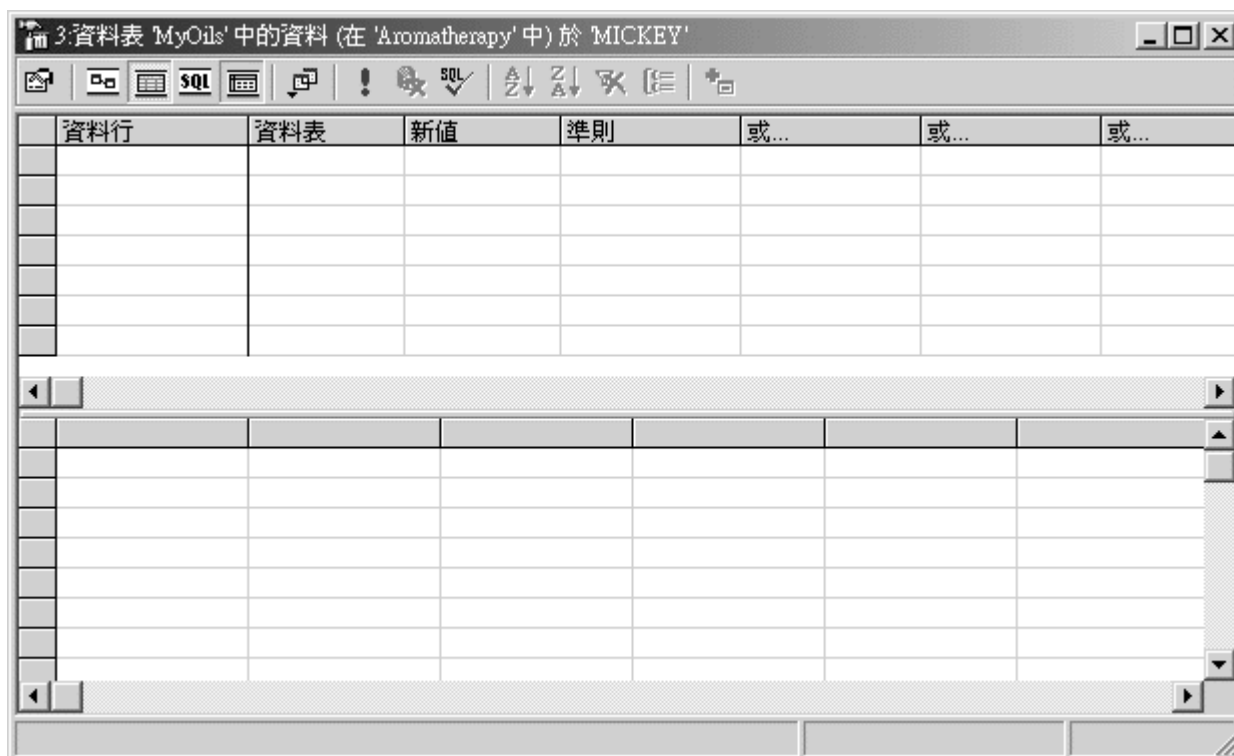 3:資料表 'MyOils' 中的資料 (在 'Aromatherapy' 中) 於 'MICKEY'
SQL SQL A Z Z A
資料行 資料表 新值 準則 或... 或... 或...